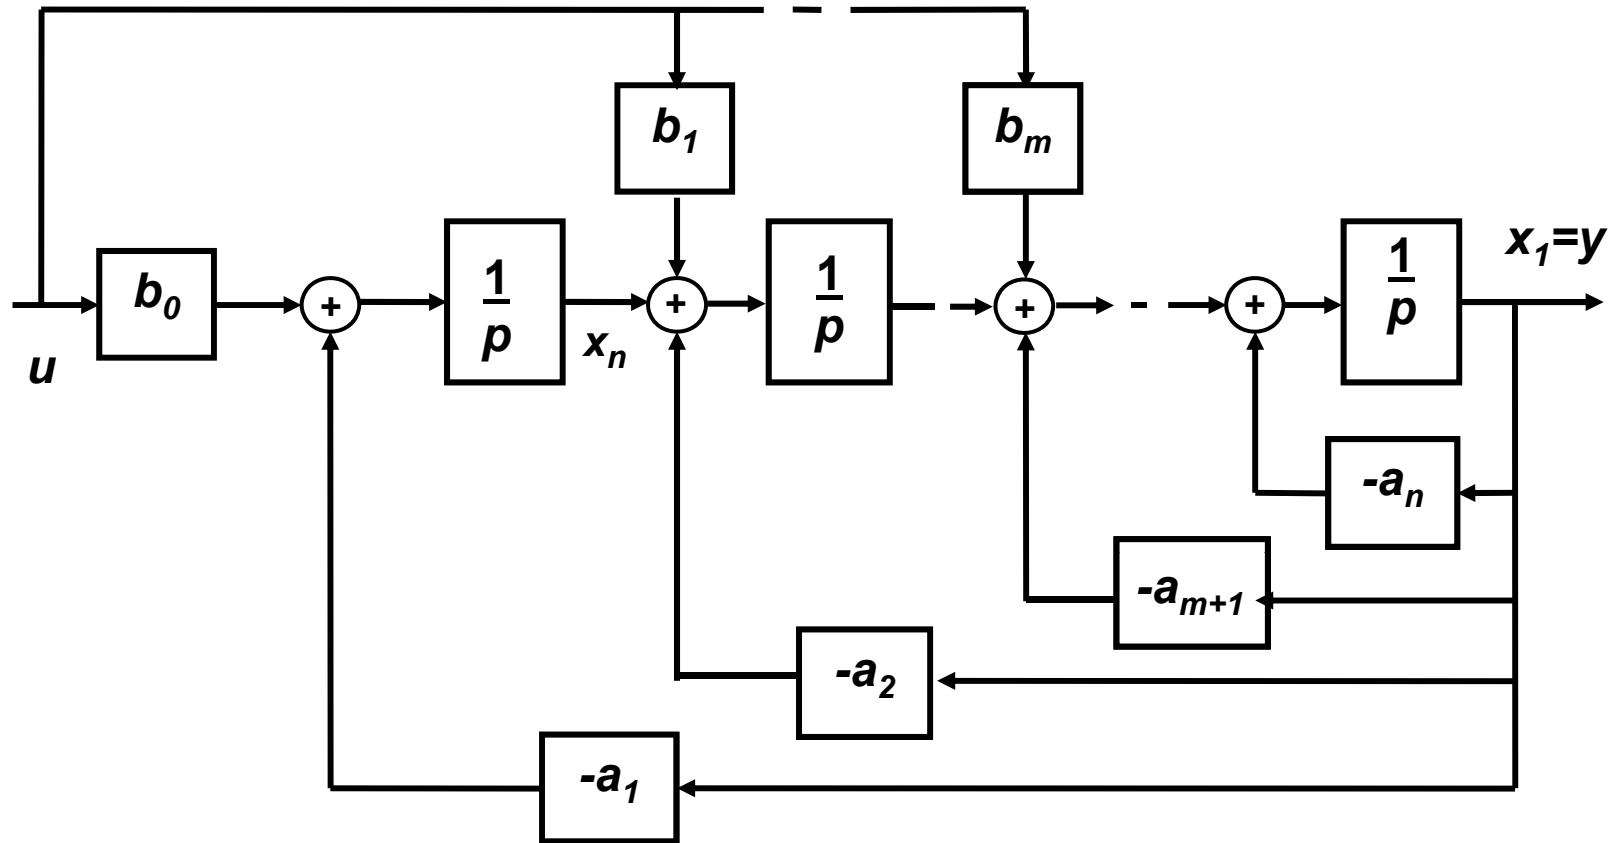 b₁
bₘ
x₁=y
b₀
+
1
p
+
1
p
+
+
1
p
u
xₙ
-aₙ
-aₘ₊₁
-a₂
-a₁